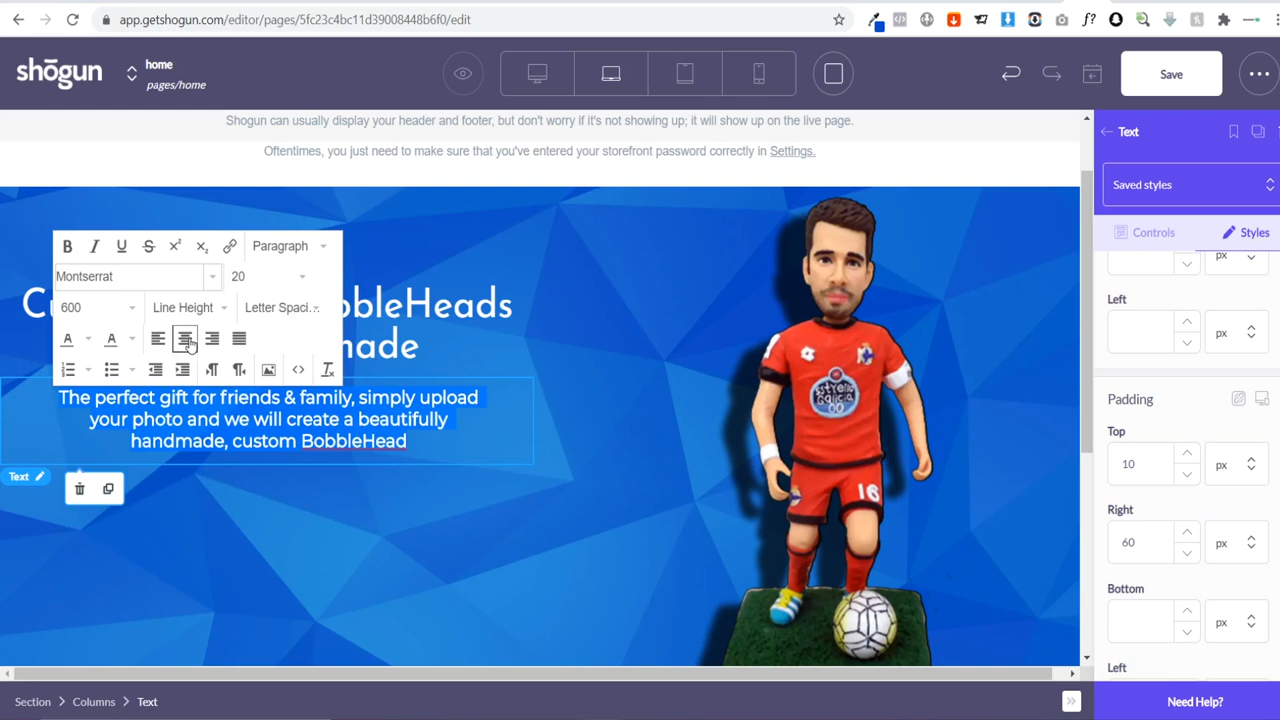 app.getshogun.com/editor/pages/5fc23c4bc11d39008448b6f0/edit
shōgun
home
pages/home
Save
Shogun can usually display your header and footer, but don't worry if it's not showing up; it will show up on the live page.
Oftentimes, you just need to make sure that you've entered your storefront password correctly in Settings.
Text
Saved styles
Controls
Styles
px
Left
px
Padding
Top
10
px
Right
60
px
Bottom
px
Left
Need Help?
Paragraph
Montserrat
20
600
Line Height
Letter Spaci...
BobbleHeads
made
The perfect gift for friends & family, simply upload
your photo and we will create a beautifully
handmade, custom BobbleHead
Text
16
ESTRELLA
GALICIA
00
Section > Columns > Text